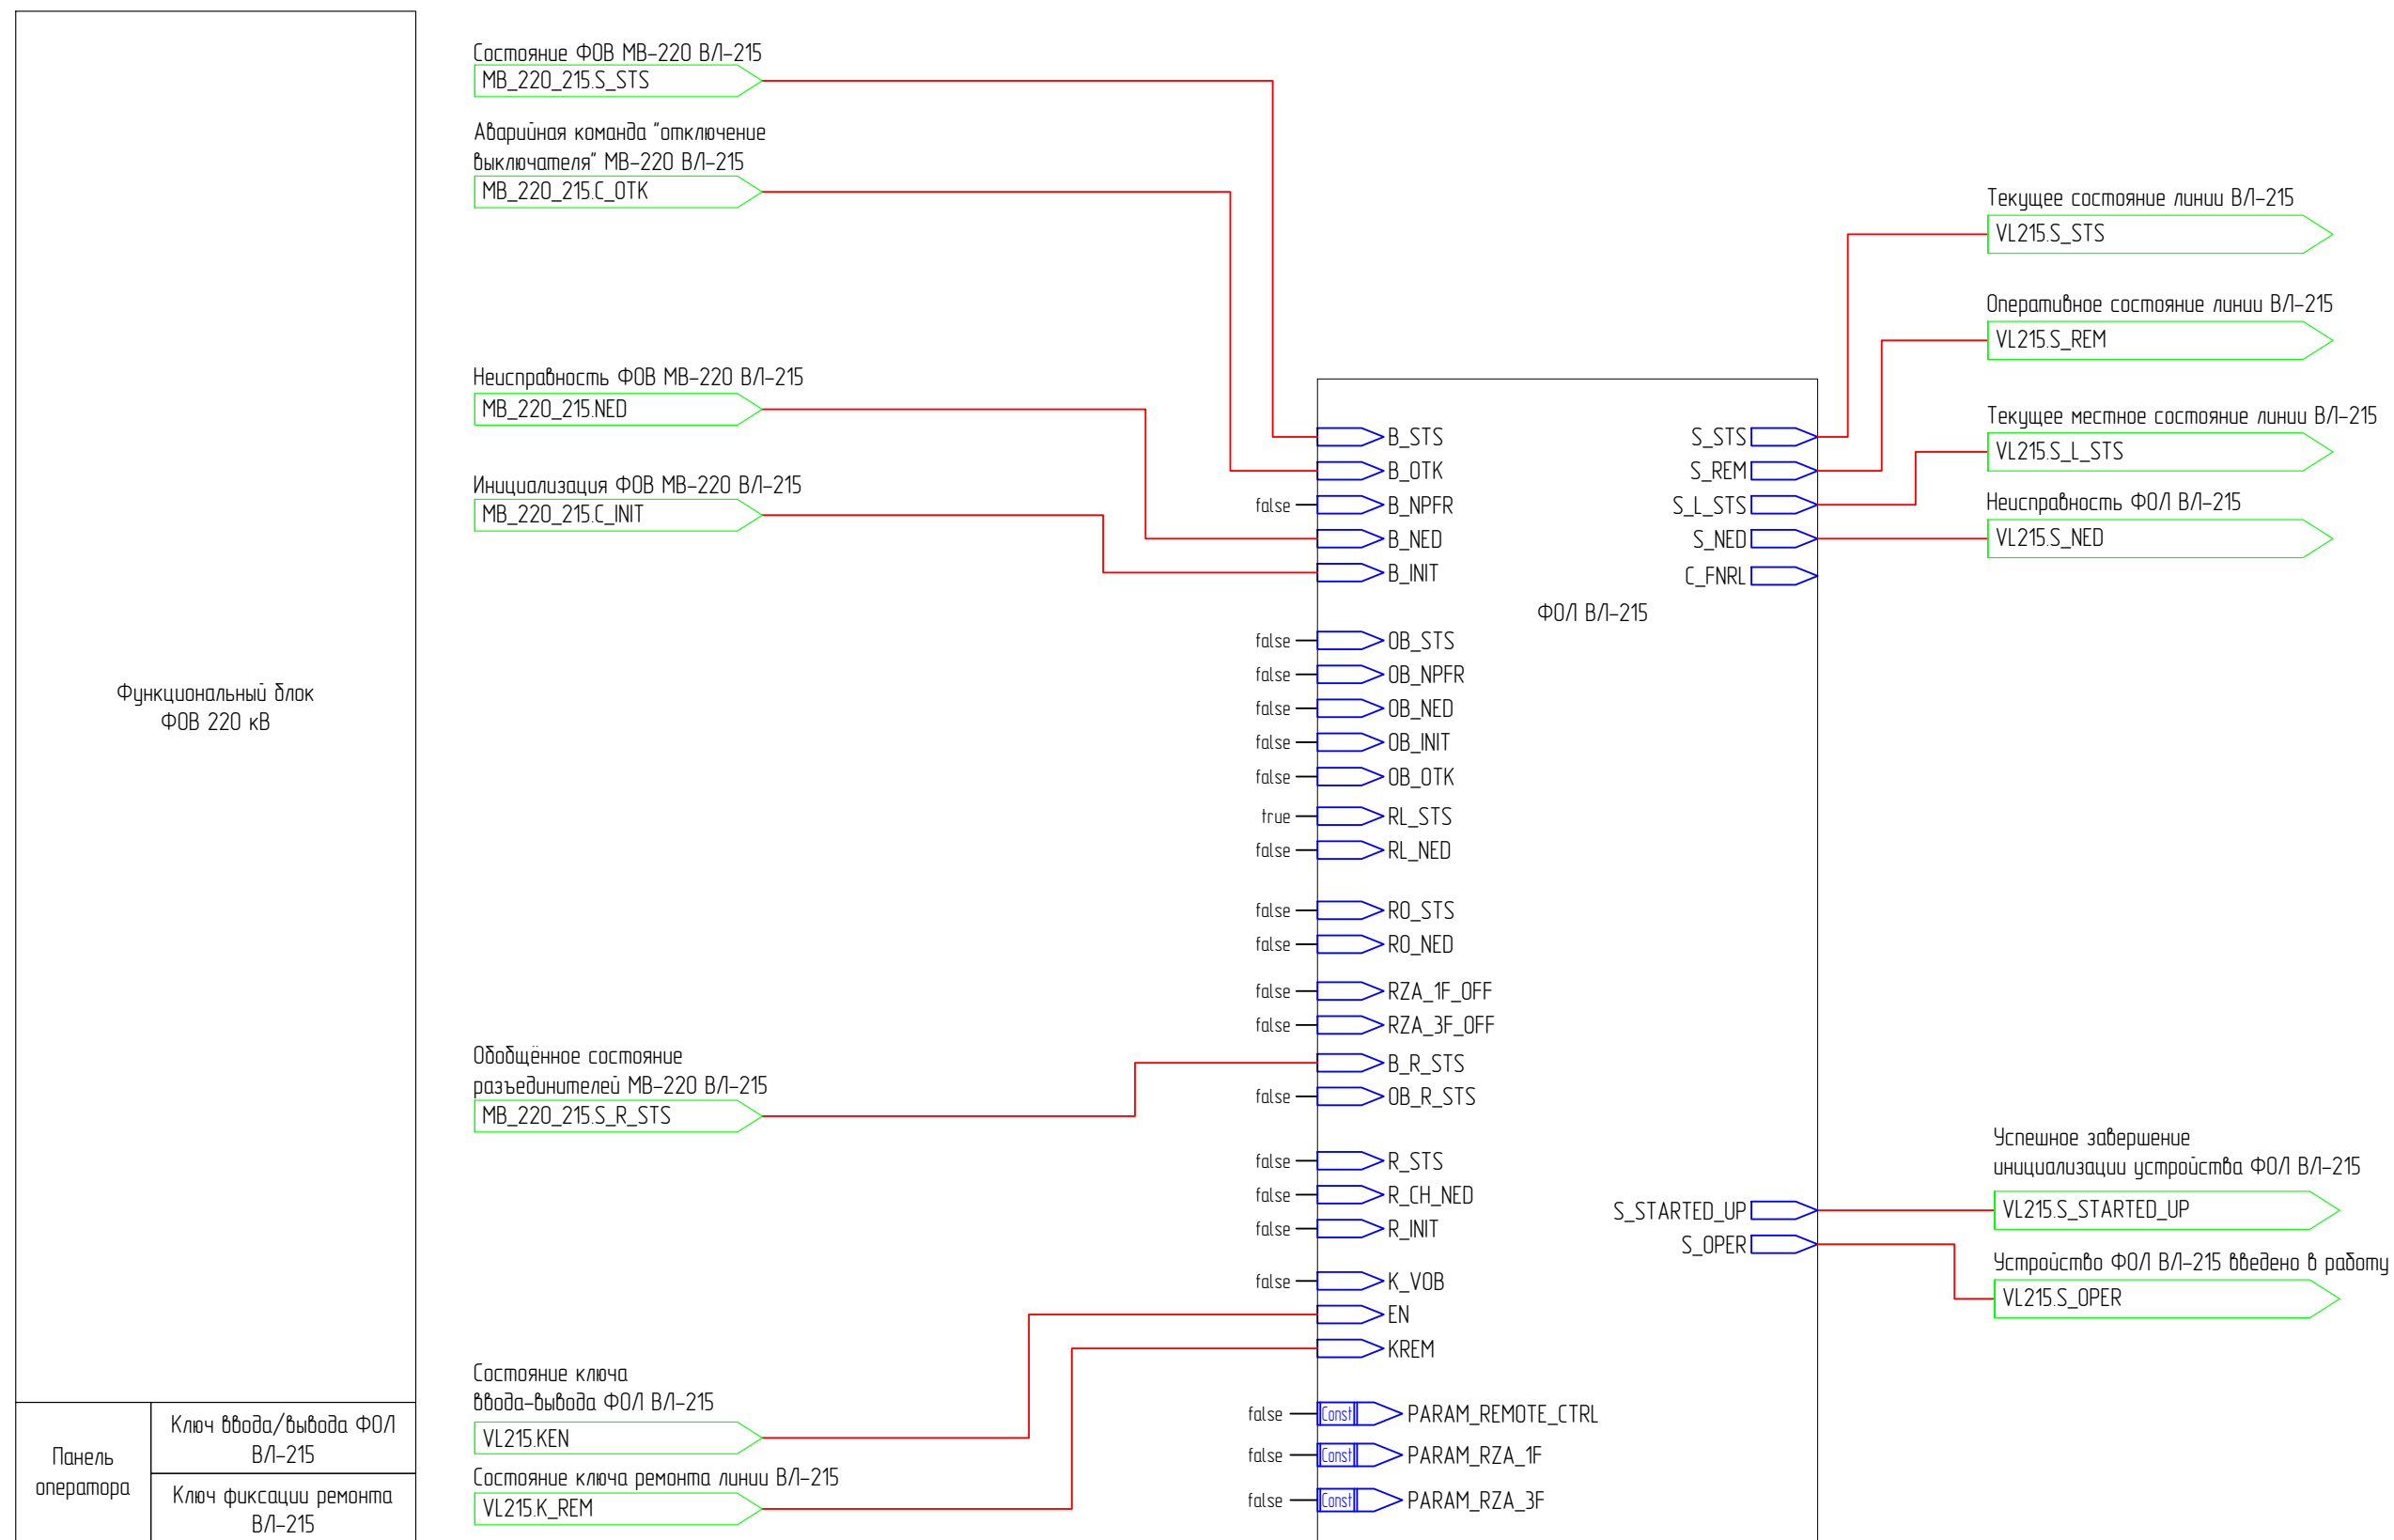 Функциональный блок
ФОВ 220 кВ
Панель
оператора
Ключ ввода/вывода ФОЛ
ВЛ-215
Ключ фиксации ремонта
ВЛ-215
Состояние ФОВ МВ-220 ВЛ-215
MB_220_215.S_STS
Аварийная команда "отключение
выключателя" МВ-220 ВЛ-215
MB_220_215.C_OTK
Неисправность ФОВ МВ-220 ВЛ-215
MB_220_215.NED
Инициализация ФОВ МВ-220 ВЛ-215
MB_220_215.C_INIT
Обобщённое состояние
разъединителей МВ-220 ВЛ-215
MB_220_215.S_R_STS
Состояние ключа
ввода-вывода ФОЛ ВЛ-215
VL215.KEN
Состояние ключа ремонта линии ВЛ-215
VL215.K_REM
B_STS
B_OTK
false B_NPFR
B_NED
B_INIT
false OB_STS
false OB_NPFR
false OB_NED
false OB_INIT
false OB_OTK
true RL_STS
false RL_NED
false RO_STS
false RO_NED
false RZA_1F_OFF
false RZA_3F_OFF
B_R_STS
false OB_R_STS
false R_STS
false R_CH_NED
false R_INIT
false K_VOB
EN
KREM
false Const PARAM_REMOTE_CTRL
false Const PARAM_RZA_1F
false Const PARAM_RZA_3F
ФОЛ ВЛ-215
S_STS
S_REM
S_L_STS
S_NED
C_FNRL
S_STARTED_UP
S_OPER
Текущее состояние линии ВЛ-215
VL215.S_STS
Оперативное состояние линии ВЛ-215
VL215.S_REM
Текущее местное состояние линии ВЛ-215
VL215.S_L_STS
Неисправность ФОЛ ВЛ-215
VL215.S_NED
Успешное завершение
инициализации устройства ФОЛ ВЛ-215
VL215.S_STARTED_UP
Устройство ФОЛ ВЛ-215 введено в работу
VL215.S_OPER